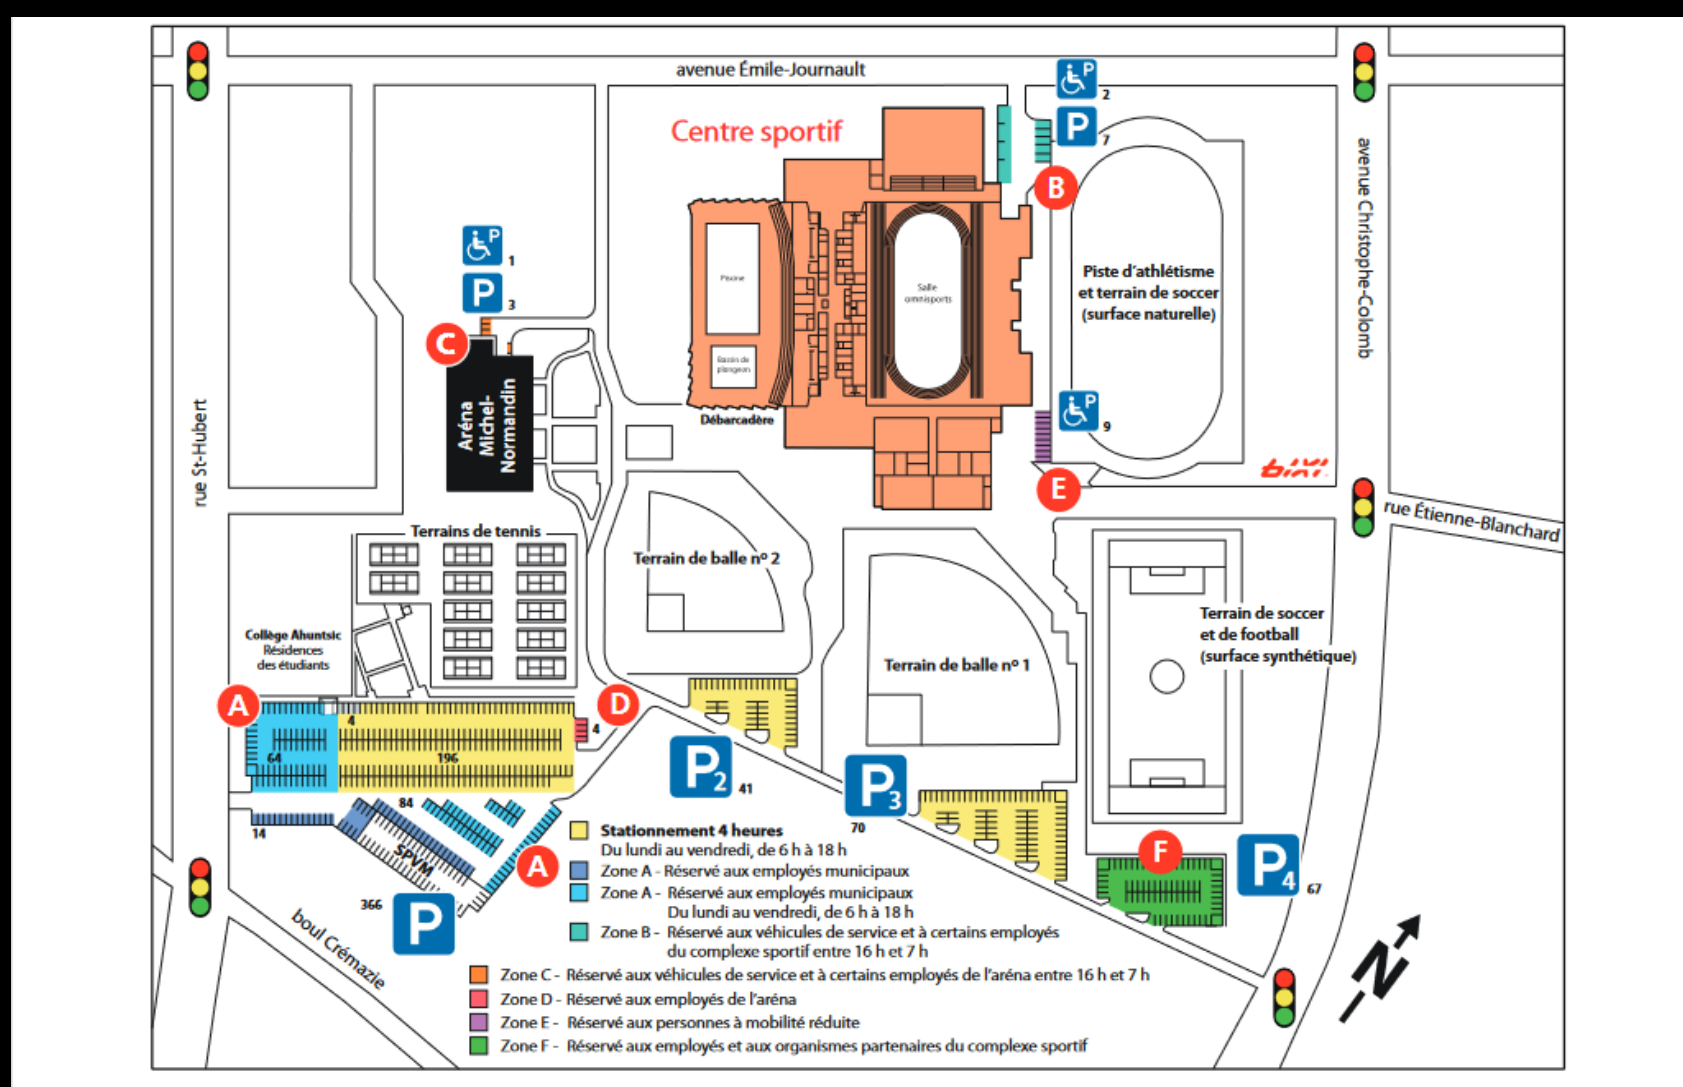 avenue Émile-Journault
P
2
P
7
Centre sportif
B
avenue Christophe-Colomb
P
1
P
3
C
Piscine
Bassin de
plongeon
Salle
omnisports
Piste d'athlétisme
et terrain de soccer
(surface naturelle)
Aréna
Michel-
Normandin
Débarcadère
P
9
E
bixi
rue St-Hubert
rue Étienne-Blanchard
Terrains de tennis
Terrain de balle nº 2
Terrain de balle nº 1
Terrain de soccer
et de football
(surface synthétique)
Collège Ahuntsic
Résidences
des étudiants
A
4
64
196
D
4
P2
41
P3
70
84
14
SPVM
A
366
P
F
P4
67
boul Crémazie
N
Stationnement 4 heures
Du lundi au vendredi, de 6 h à 18 h
Zone A - Réservé aux employés municipaux
Zone A - Réservé aux employés municipaux
Du lundi au vendredi, de 6 h à 18 h
Zone B - Réservé aux véhicules de service et à certains employés
du complexe sportif entre 16 h et 7 h
Zone C - Réservé aux véhicules de service et à certains employés de l'aréna entre 16 h et 7 h
Zone D - Réservé aux employés de l'aréna
Zone E - Réservé aux personnes à mobilité réduite
Zone F - Réservé aux employés et aux organismes partenaires du complexe sportif